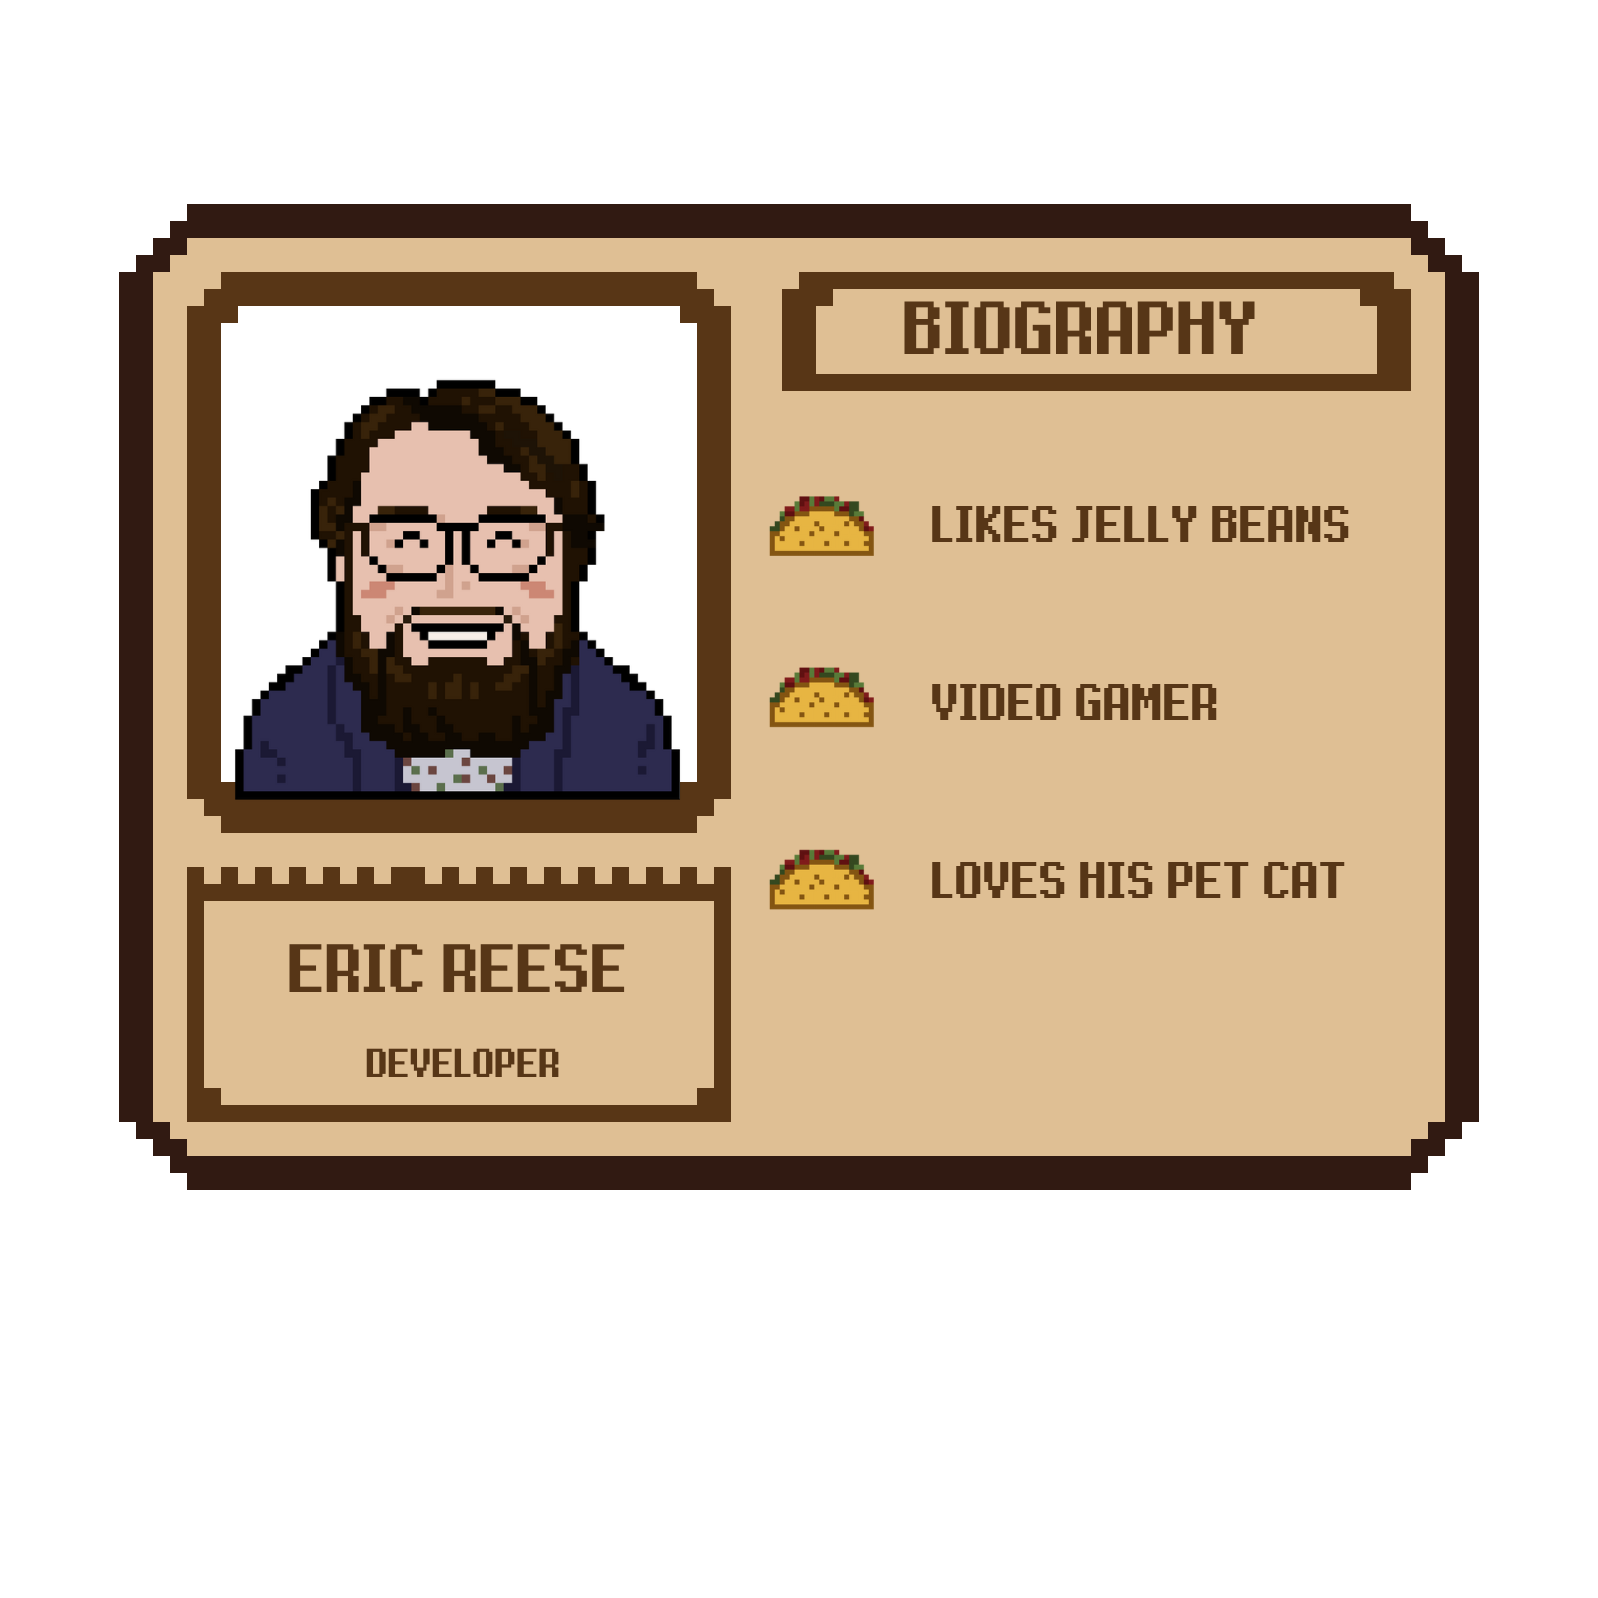 BIOGRAPHY
LIKES JELLY BEANS
VIDEO GAMER
LOVES HIS PET CAT
ERIC REESE
DEVELOPER